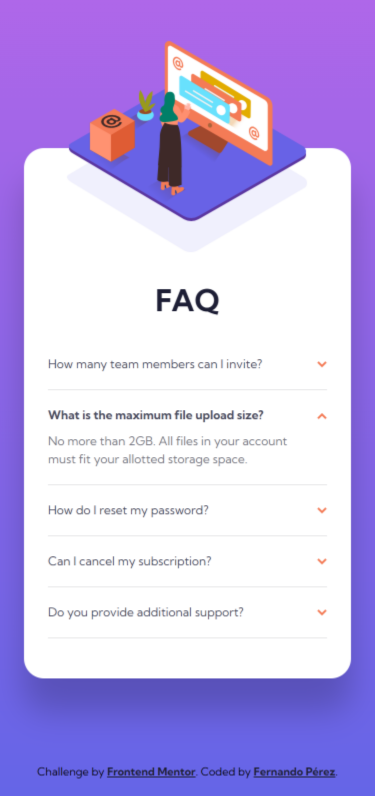 @
@
@
FAQ
How many team members can I invite?
What is the maximum file upload size?
No more than 2GB. All files in your account
must fit your allotted storage space.
How do I reset my password?
Can I cancel my subscription?
Do you provide additional support?
Challenge by Frontend Mentor. Coded by Fernando Pérez.